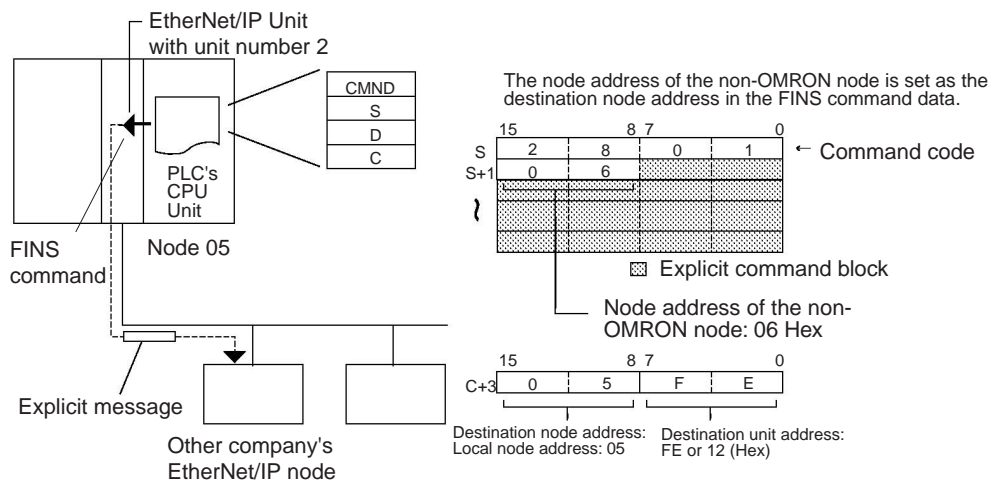 EtherNet/IP Unit
with unit number 2
CMND
S
D
C
PLC's
CPU
Unit
FINS
command
Node 05
Explicit message
Other company's
EtherNet/IP node
The node address of the non-OMRON node is set as the
destination node address in the FINS command data.
15 8 7 0
S 2 8 0 1 ← Command code
S+1 0 6
~
Explicit command block
Node address of the non-
OMRON node: 06 Hex
15 8 7 0
C+3 0 5 F E
Destination node address:
Local node address: 05
Destination unit address:
FE or 12 (Hex)